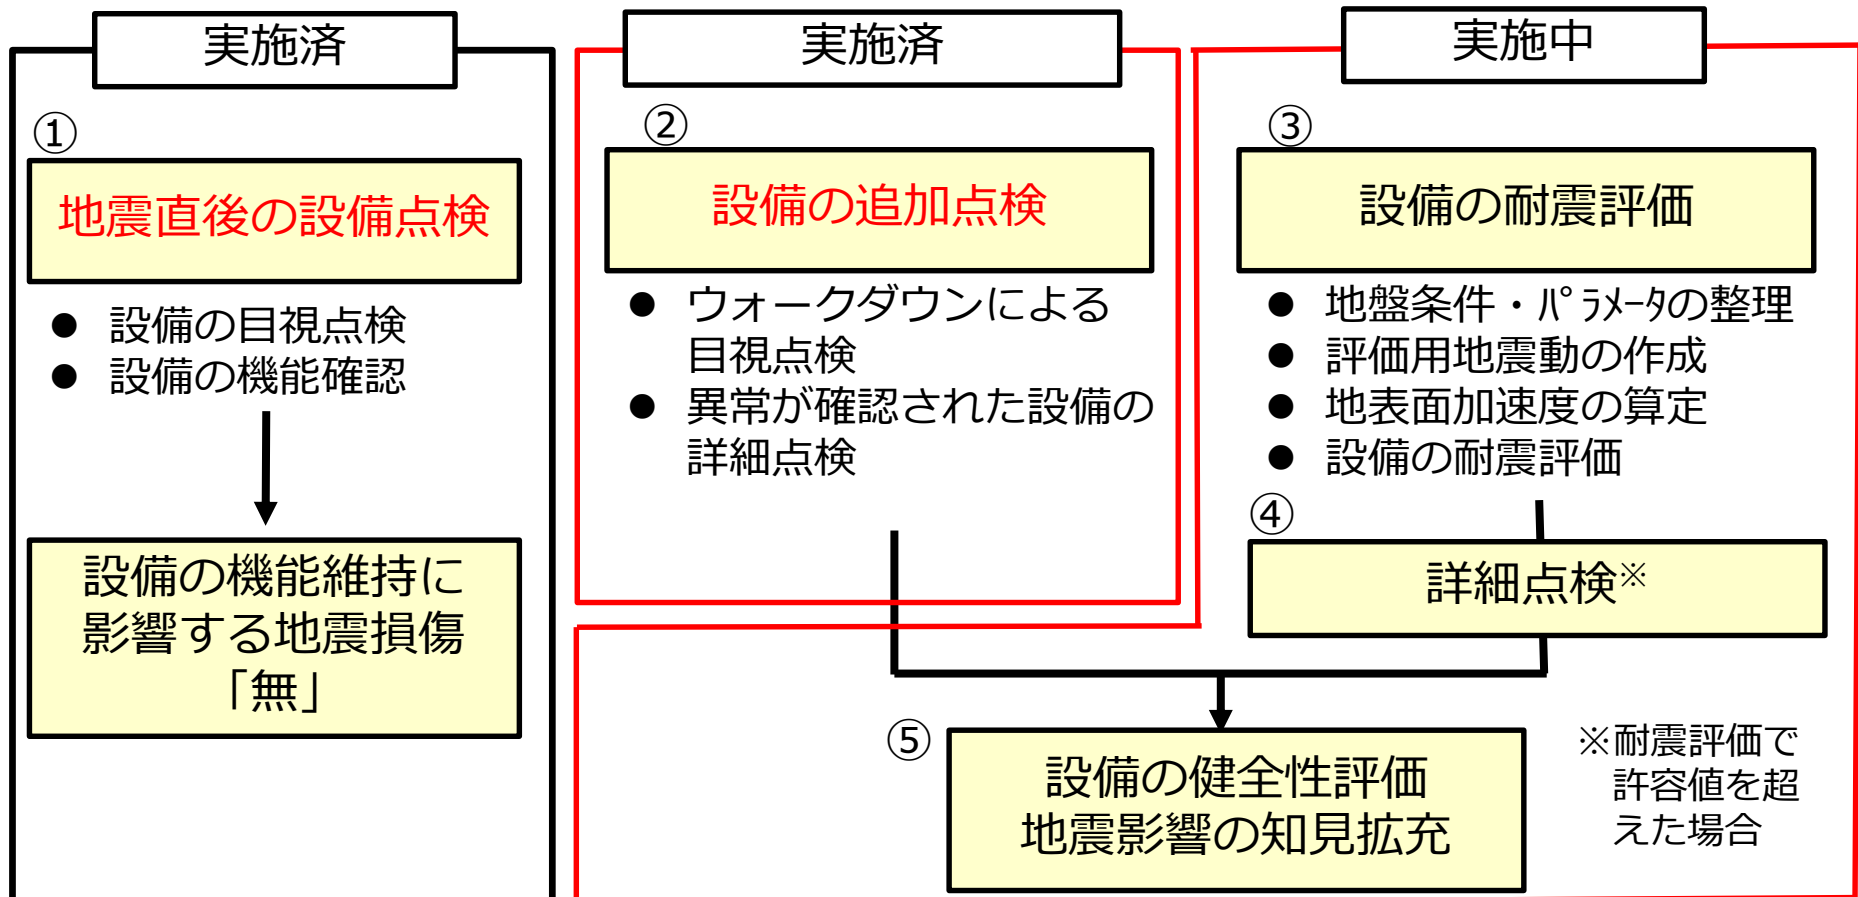 実施済
①
地震直後の設備点検
● 設備の目視点検
● 設備の機能確認
設備の機能維持に
影響する地震損傷
「無」
実施済
②
設備の追加点検
● ウォークダウンによる
目視点検
● 異常が確認された設備の
詳細点検
実施中
③
設備の耐震評価
● 地盤条件・ﾊﾟﾗﾒｰﾀの整理
● 評価用地震動の作成
● 地表面加速度の算定
● 設備の耐震評価
④
詳細点検※
⑤
設備の健全性評価
地震影響の知見拡充
※耐震評価で
許容値を超
えた場合